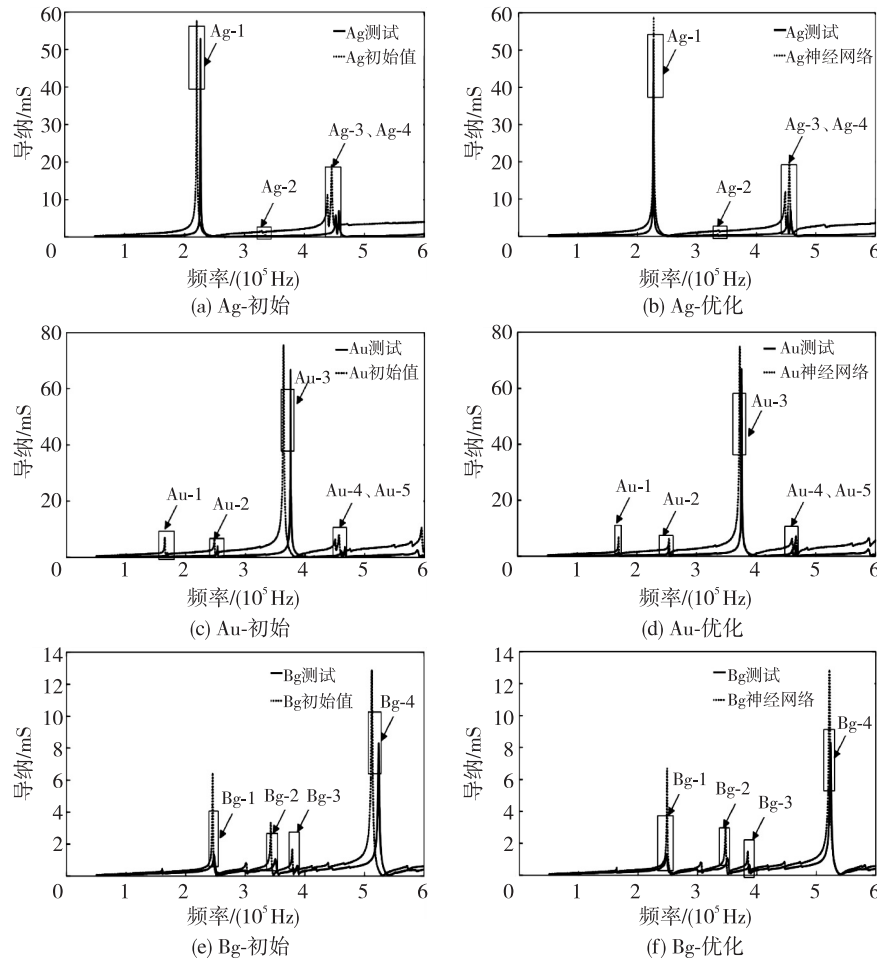 60
50
40
30
20
10
0
1
2
3
4
5
6
导纳/mS
频率/(10⁵ Hz)
Ag测试
Ag初始值
Ag-1
Ag-2
Ag-3、Ag-4
(a) Ag-初始
60
50
40
30
20
10
0
1
2
3
4
5
6
导纳/mS
频率/(10⁵ Hz)
Ag测试
Ag神经网络
Ag-1
Ag-2
Ag-3、Ag-4
(b) Ag-优化
80
60
40
20
0
1
2
3
4
5
6
导纳/mS
频率/(10⁵ Hz)
Au测试
Au初始值
Au-3
Au-1
Au-2
Au-4、Au-5
(c) Au-初始
80
60
40
20
0
1
2
3
4
5
6
导纳/mS
频率/(10⁵ Hz)
Au测试
Au神经网络
Au-3
Au-1
Au-2
Au-4、Au-5
(d) Au-优化
14
12
10
8
6
4
2
0
1
2
3
4
5
6
导纳/mS
频率/(10⁵ Hz)
Bg测试
Bg初始值
Bg-4
Bg-1
Bg-2
Bg-3
(e) Bg-初始
14
12
10
8
6
4
2
0
1
2
3
4
5
6
导纳/mS
频率/(10⁵ Hz)
Bg测试
Bg神经网络
Bg-4
Bg-1
Bg-2
Bg-3
(f) Bg-优化